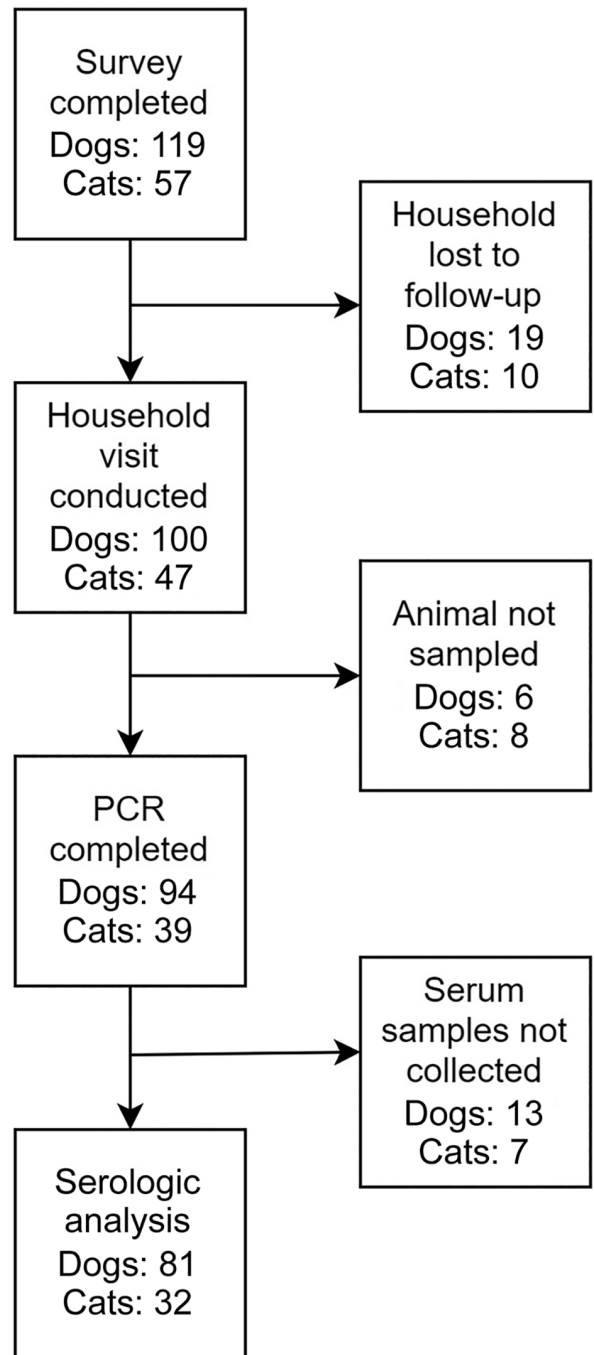 Survey
completed
Dogs: 119
Cats: 57
Household
lost to
follow-up
Dogs: 19
Cats: 10
Household
visit
conducted
Dogs: 100
Cats: 47
Animal not
sampled
Dogs: 6
Cats: 8
PCR
completed
Dogs: 94
Cats: 39
Serum
samples not
collected
Dogs: 13
Cats: 7
Serologic
analysis
Dogs: 81
Cats: 32